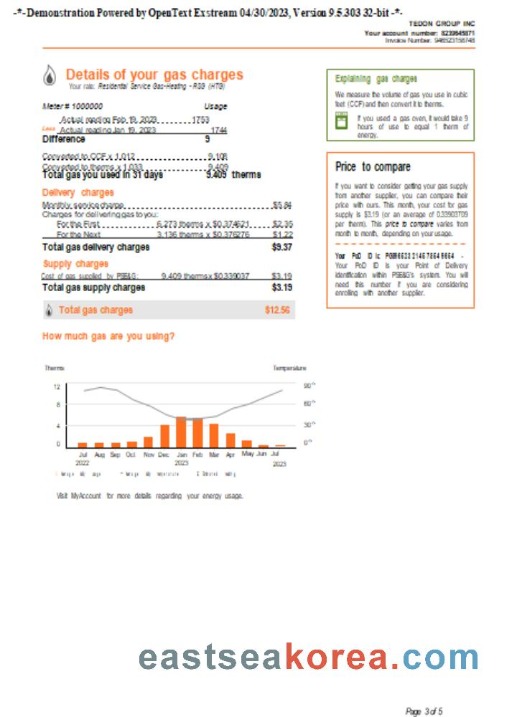 -*-Demonstration Powered by OpenText Exstream 04/30/2023, Version 9.5.303 32-bit -*-
TEDON GROUP INC
Your account number: 8239645871
Invoice Number:
Details of your gas charges
Your rate: Residential Service Gas-Heating - RSG (HTG)
Meter # 1000000 Usage
Actual reading Feb 19, 2023 1753
Less Actual reading Jan 19, 2023 1744
Difference 9
Converted to CCF x 1.012 9.108
Converted to therms x 1.033 9.409
Total gas you used in 31 days 9.409 therms
Delivery charges
Monthly service charge $5.84
Charges for delivering gas to you:
For the First 6.273 therms x $0.374621 $2.35
For the Next 3.136 therms x $0.376276 $1.22
Total gas delivery charges $9.37
Supply charges
Cost of gas supplied by PSE&G: 9.409 therms x $0.339037 $3.19
Total gas supply charges $3.19
Total gas charges $12.56
How much gas are you using?
Therms Temperature
12
8
4
0
90°
60°
30°
0°
Jul Aug Sep Oct Nov Dec Jan Feb Mar Apr May Jun Jul
2022 2023 2023
Visit MyAccount for more details regarding your energy usage.
Explaining gas charges
We measure the volume of gas you use in cubic
feet (CCF) and then convert it to therms.
If you used a gas oven, it would take 9
hours of use to equal 1 therm of
energy.
Price to compare
If you want to consider getting your gas supply
from another supplier, you can compare their
price with ours. This month, your cost for gas
supply is $3.19 (or an average of 0.33903709
per therm). This price to compare varies from
month to month, depending on your usage.
Your PoD ID is: -
Your PoD ID is your Point of Delivery
identification within PSE&G's system. You will
need this number if you are considering
enrolling with another supplier.
eastseakorea.com
Page 3 of 5